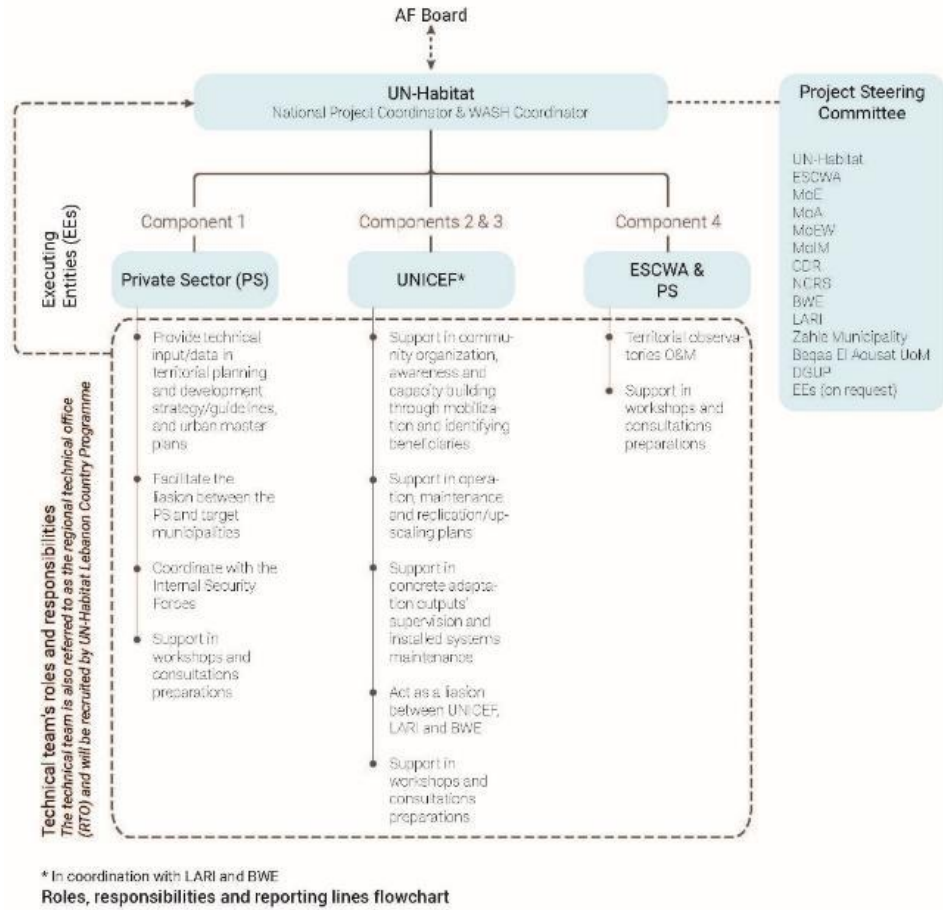 AF Board
UN-Habitat
National Project Coordinator & WASH Coordinator
Project Steering
Committee
UN-Habitat
ESCWA
MoE
MoA
MoEW
MoIM
CDR
NCRS
BWE
LARI
Zahle Municipality
Beqaa El Aousat UoM
DGUP
EEs (on request)
Executing
Entities (EEs)
Component 1
Private Sector (PS)
Components 2 & 3
UNICEF*
Component 4
ESCWA &
PS
Technical team's roles and responsibilities
The technical team is also referred to as the regional technical office
(RTO) and will be recruited by UN-Habitat Lebanon Country Programme
Provide technical
input/data in
territorial planning
and development
strategy/guidelines,
and urban master
plans
Facilitate the
liasion between the
PS and target
municipalities
Coordinate with the
Internal Security
Forces
Support in
workshops and
consultations
preparations
Support in commu-
nity organization,
awareness and
capacity building
through mobiliza-
tion and identifying
beneficiaries
Support in opera-
tion, maintenance
and replication/up-
scaling plans
Support in
concrete adapta-
tion outputs'
supervision and
installed systems
maintenance
Act as a liasion
between UNICEF,
LARI and BWE
Support in
workshops and
consultations
preparations
Territorial observa-
tories O&M
Support in
workshops and
consultations
preparations
* In coordination with LARI and BWE
Roles, responsibilities and reporting lines flowchart